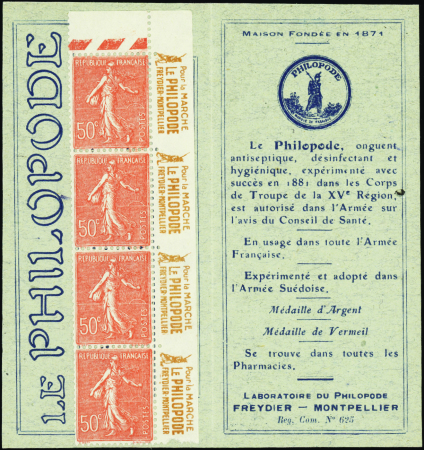 LE PHILOPODE
RÉPUBLIQUE FRANÇAISE
50c
POSTES
Pour la MARCHE
LE PHILOPODE
FREYDIER-MONTPELLIER
RÉPUBLIQUE FRANÇAISE
50c
POSTES
Pour la MARCHE
LE PHILOPODE
FREYDIER-MONTPELLIER
RÉPUBLIQUE FRANÇAISE
50c
POSTES
Pour la MARCHE
LE PHILOPODE
FREYDIER-MONTPELLIER
RÉPUBLIQUE FRANÇAISE
50c
POSTES
Pour la MARCHE
LE PHILOPODE
FREYDIER-MONTPELLIER
MAISON FONDÉE EN 1871
PHILOPODE
Le Philopode, onguent
antiseptique, désinfectant et
hygiénique, expérimenté avec
succès en 1881 dans les Corps
de Troupe de la XVe Région,
est autorisé dans l'Armée sur
l'avis du Conseil de Santé.
En usage dans toute l'Armée
Française.
Expérimenté et adopté dans
l'Armée Suédoise.
Médaille d'Argent
Médaille de Vermeil
Se trouve dans toutes les
Pharmacies.
LABORATOIRE DU PHILOPODE
FREYDIER — MONTPELLIER
Reg. Com. N° 625